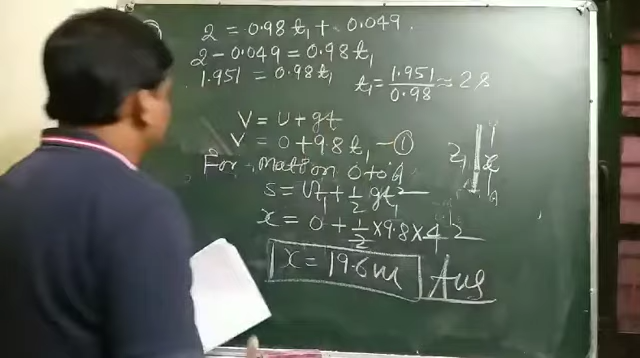 2 = 0.98 t₁ + 0.049.
2 - 0.049 = 0.98 t₁
1.951 = 0.98 t₁
t₁ = 1.951/0.98 ≈ 2 s
V = U + gt
V = 0 + 9.8 t₁ - ①
For Motion O to A
S = Ut₁ + 1/2 gt₁²
x = 0 + 1/2 × 9.8 × 4
x = 19.6 m Ans